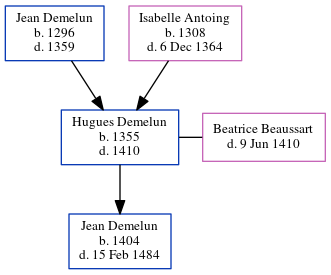 Jean Demelun
b. 1296
d. 1359
Isabelle Antoing
b. 1308
d. 6 Dec 1364
Hugues Demelun
b. 1355
d. 1410
Beatrice Beaussart
d. 9 Jun 1410
Jean Demelun
b. 1404
d. 15 Feb 1484